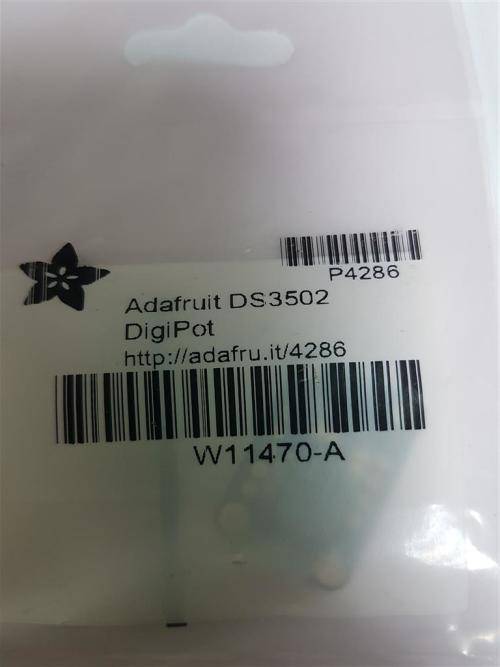 P4286
Adafruit DS3502
DigiPot
http://adafru.it/4286
W11470-A